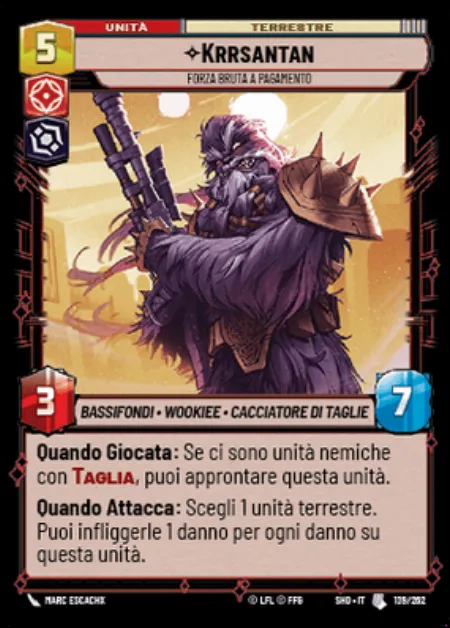 UNITÀ
TERRESTRE
5
KRRSANTAN
FORZA BRUTA A PAGAMENTO
3
BASSIFONDI • WOOKIEE • CACCIATORE DI TAGLIE
7
Quando Giocata: Se ci sono unità nemiche
con TAGLIA, puoi approntare questa unità.
Quando Attacca: Scegli 1 unità terrestre.
Puoi infliggerle 1 danno per ogni danno su
questa unità.
MARC ESCACHX
© LFL © FFG
SHD • IT
139/262